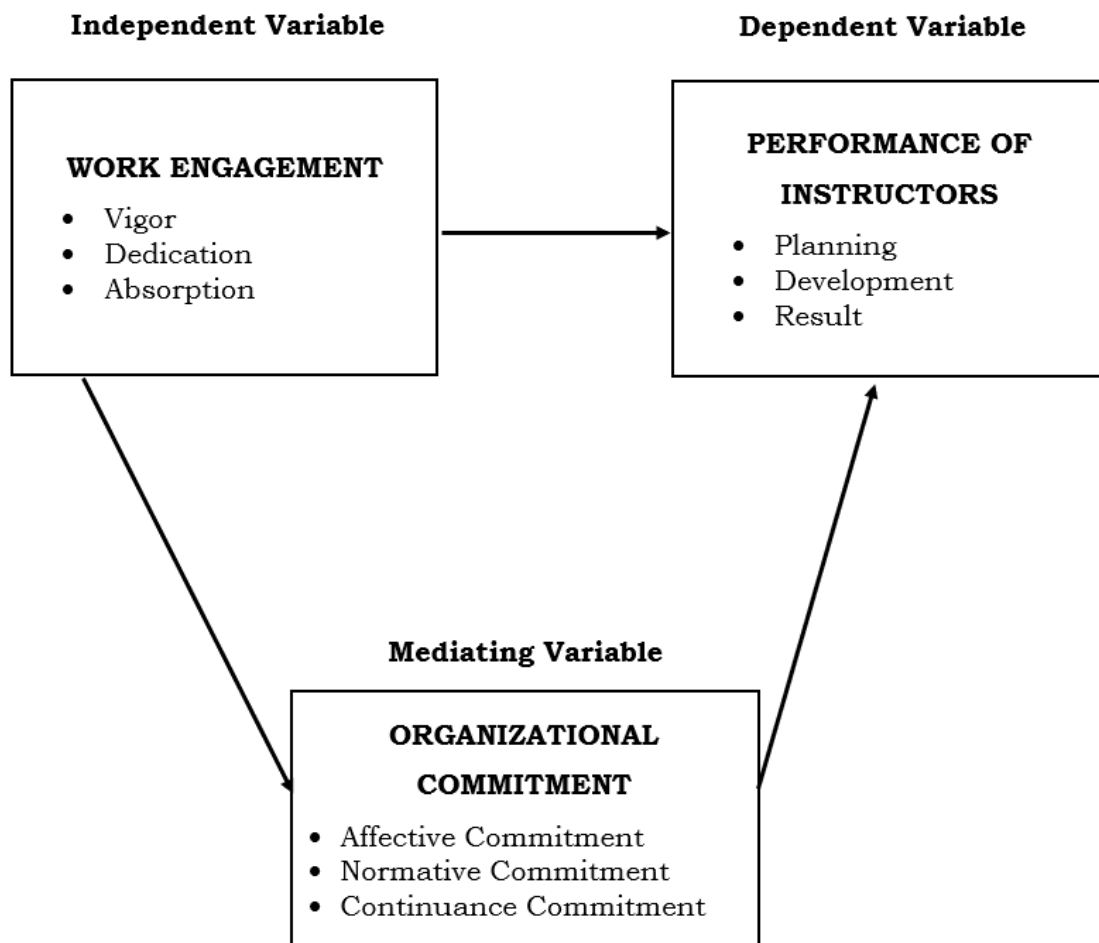 Independent Variable
Dependent Variable
WORK ENGAGEMENT
• Vigor
• Dedication
• Absorption
PERFORMANCE OF
INSTRUCTORS
• Planning
• Development
• Result
Mediating Variable
ORGANIZATIONAL
COMMITMENT
• Affective Commitment
• Normative Commitment
• Continuance Commitment